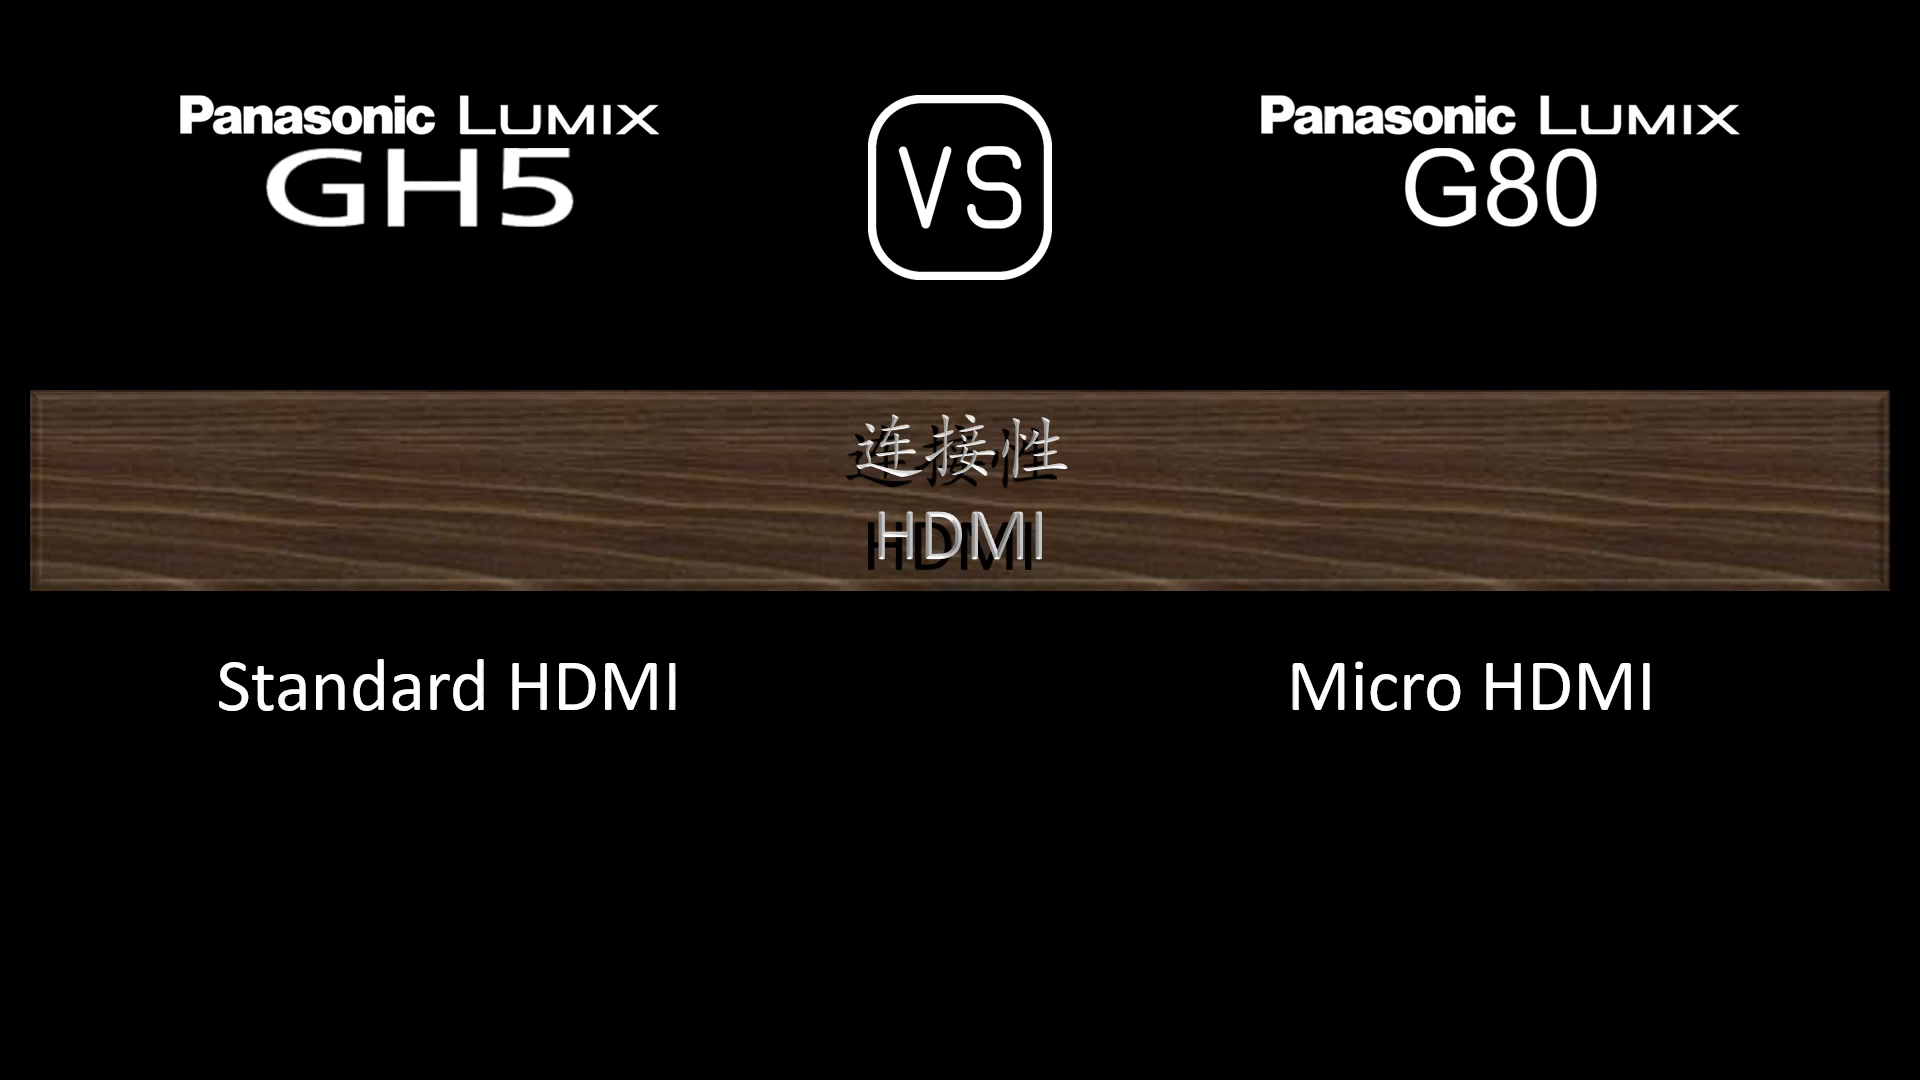 Panasonic LUMIX
GH5
VS
Panasonic LUMIX
G80
连接性
HDMI
Standard HDMI
Micro HDMI